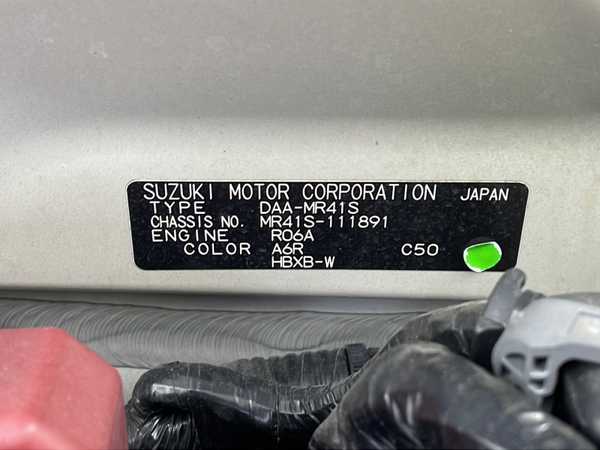 SUZUKI MOTOR CORPORATION JAPAN
TYPE DAA-MR41S
CHASSIS NO. MR41S-111891
ENGINE R06A
COLOR A6R C50
HBXB-W